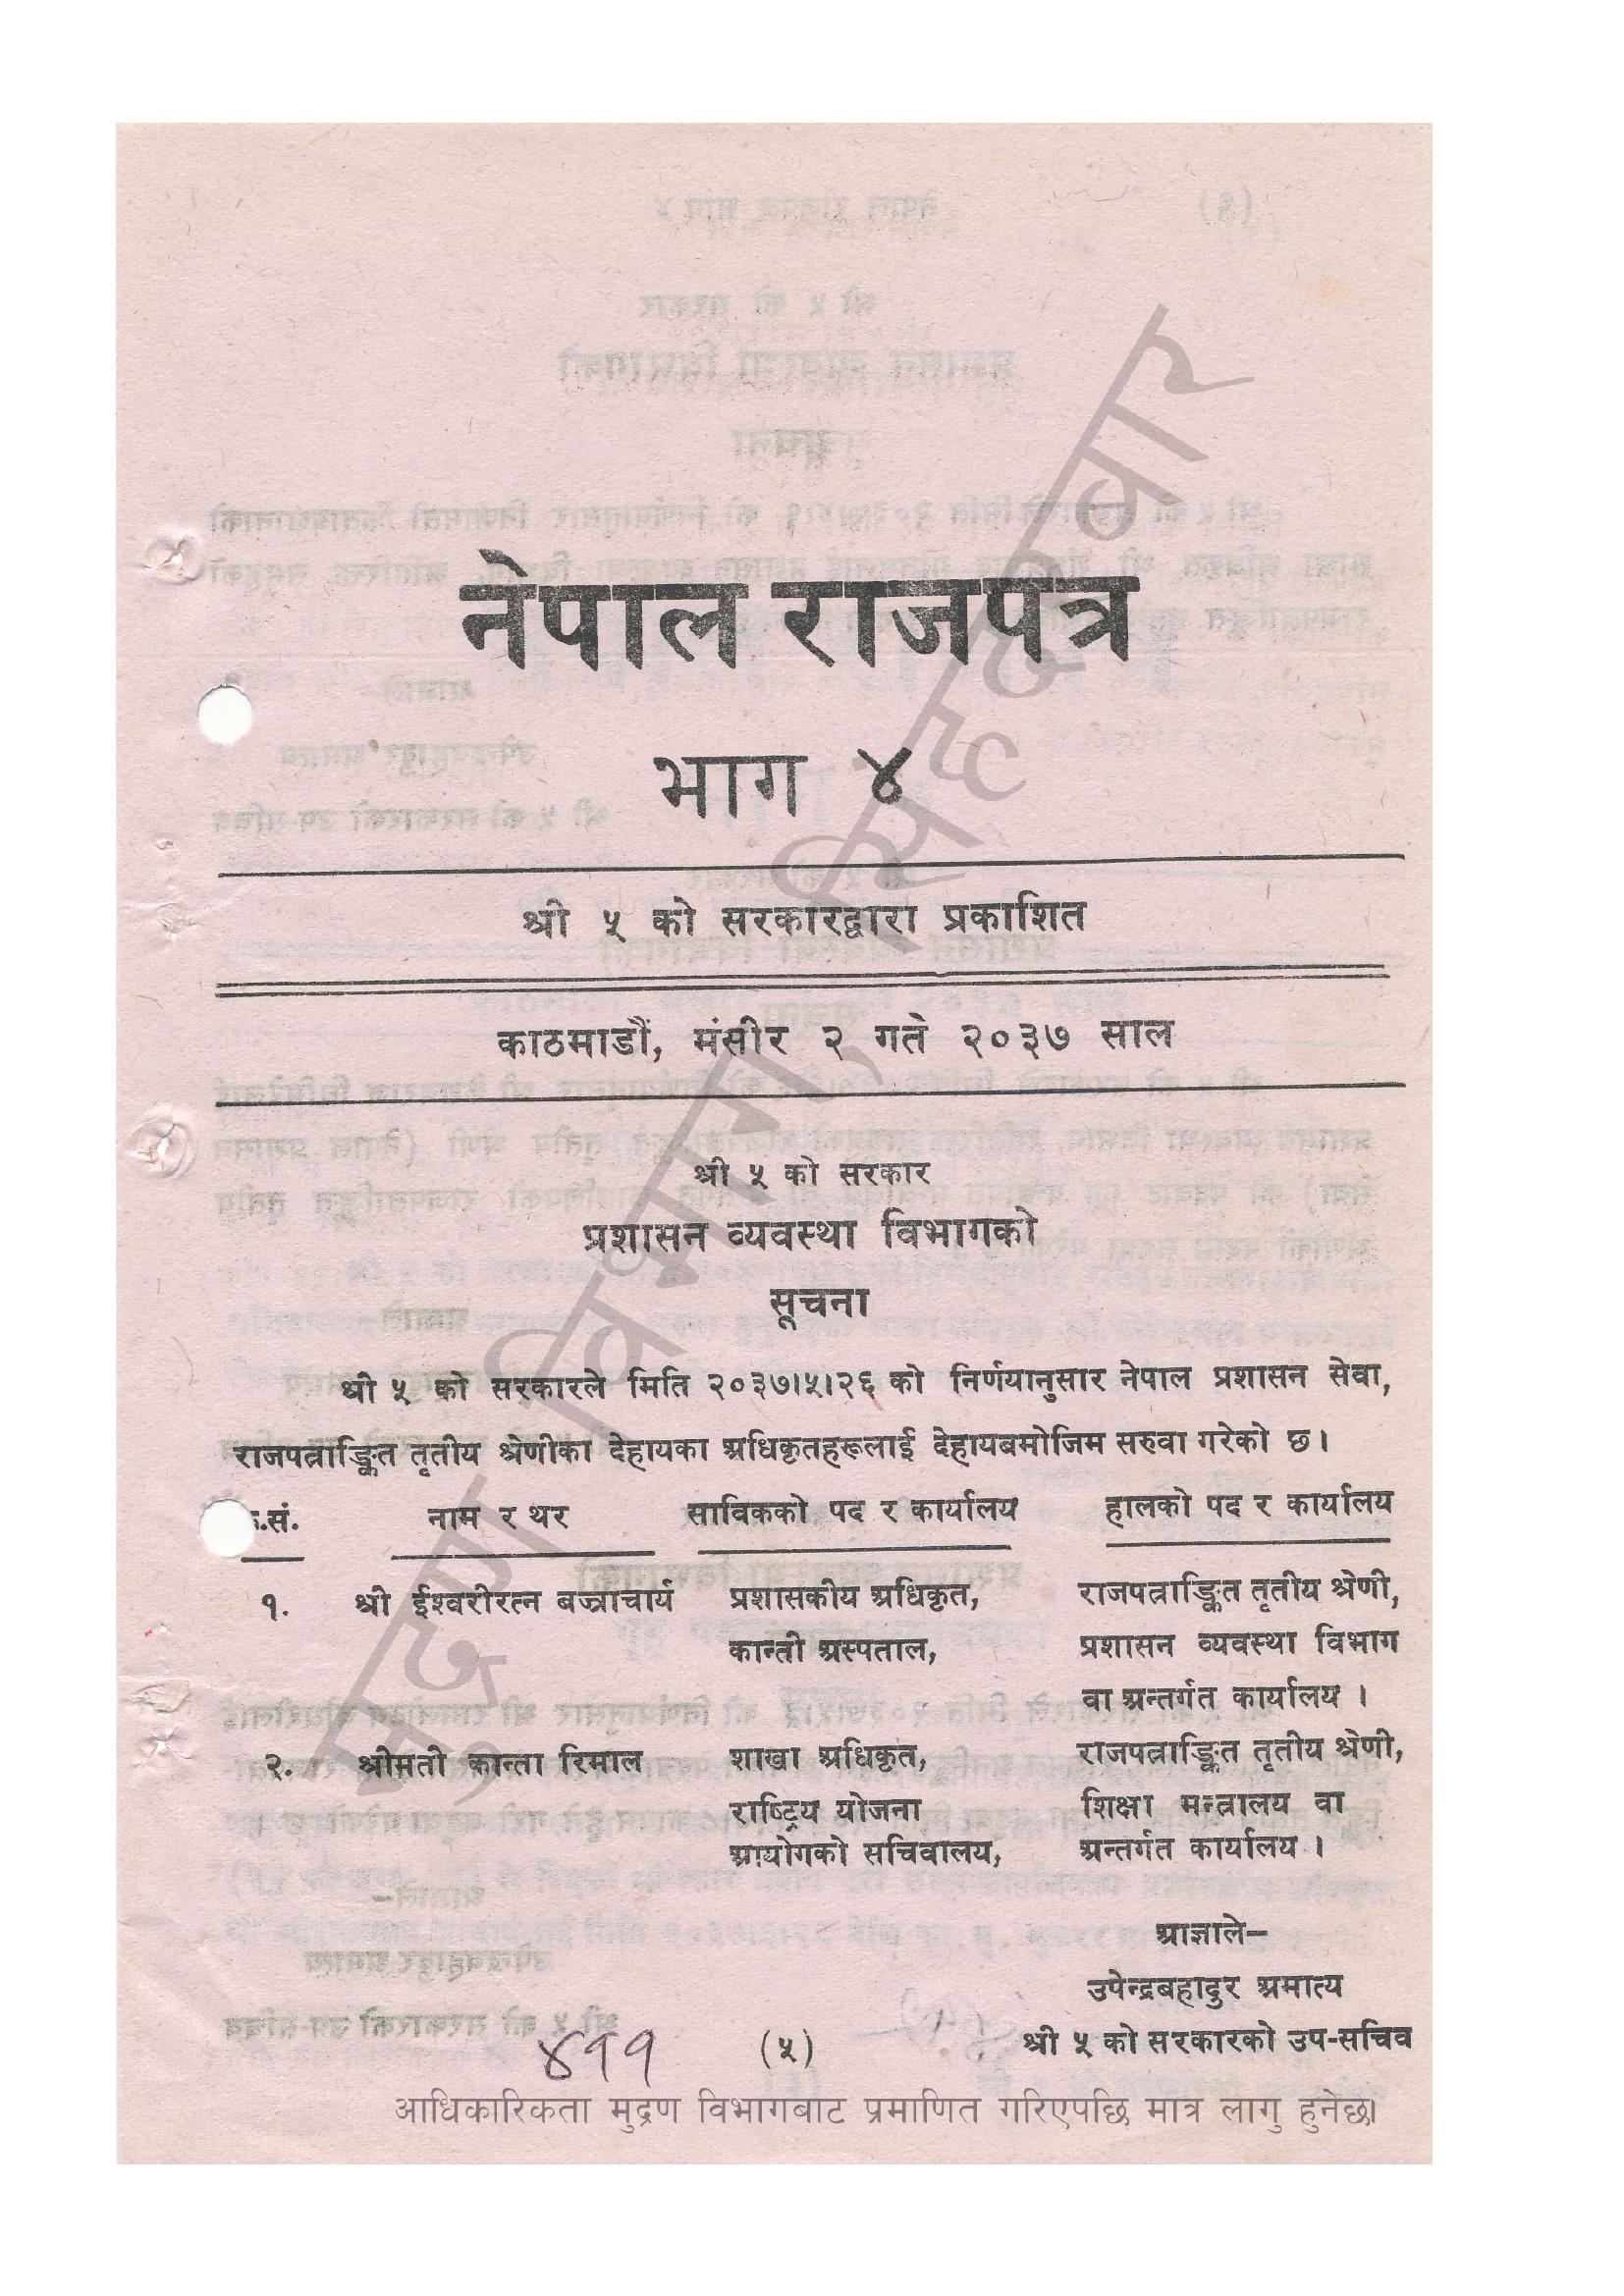 नेपाल राजपत्र
भाग ४
श्री ५ को सरकारद्वारा प्रकाशित
काठमाडौं, मंसीर २ गते २०३७ साल
श्री ५ को सरकार
प्रशासन व्यवस्था विभागको
सूचना
श्री ५ को सरकारले मिति २०३७।५।२६ को निर्णयानुसार नेपाल प्रशासन सेवा,
राजपत्राङ्कित तृतीय श्रेणीका देहायका अधिकृतहरूलाई देहायबमोजिम सरुवा गरेको छ।
.सं. नाम र थर साविकको पद र कार्यालय हालको पद र कार्यालय
१. श्री ईश्वरीरत्न बज्राचार्य प्रशासकीय अधिकृत, राजपत्राङ्कित तृतीय श्रेणी,
कान्ती अस्पताल, प्रशासन व्यवस्था विभाग
वा अन्तर्गत कार्यालय ।
२. श्रीमती कान्ता रिमाल शाखा अधिकृत, राजपत्राङ्कित तृतीय श्रेणी,
राष्ट्रिय योजना शिक्षा मन्त्रालय वा
आयोगको सचिवालय, अन्तर्गत कार्यालय ।
आज्ञाले–
उपेन्द्रबहादुर अमात्य
श्री ५ को सरकारको उप-सचिव
४११ (५)
आधिकारिकता मुद्रण विभागबाट प्रमाणित गरिएपछि मात्र लागु हुनेछ।
मुद्रण विभाग, सिंहदरवार